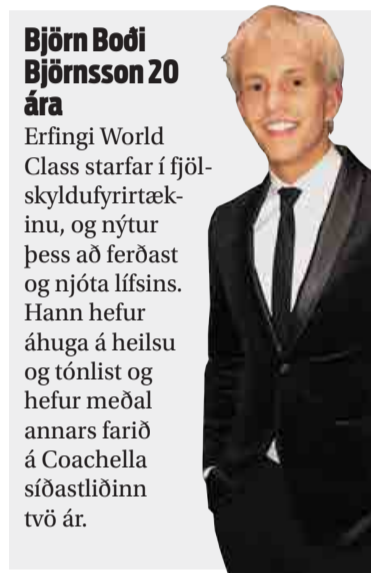 Björn Boði
Björnsson 20
ára
Erfingi World
Class starfar í fjöl-
skyldufyrirtæk-
inu, og nýtur
þess að ferðast
og njóta lífsins.
Hann hefur
áhuga á heilsu
og tónlist og
hefur meðal
annars farið
á Coachella
síðastliðinn
tvö ár.